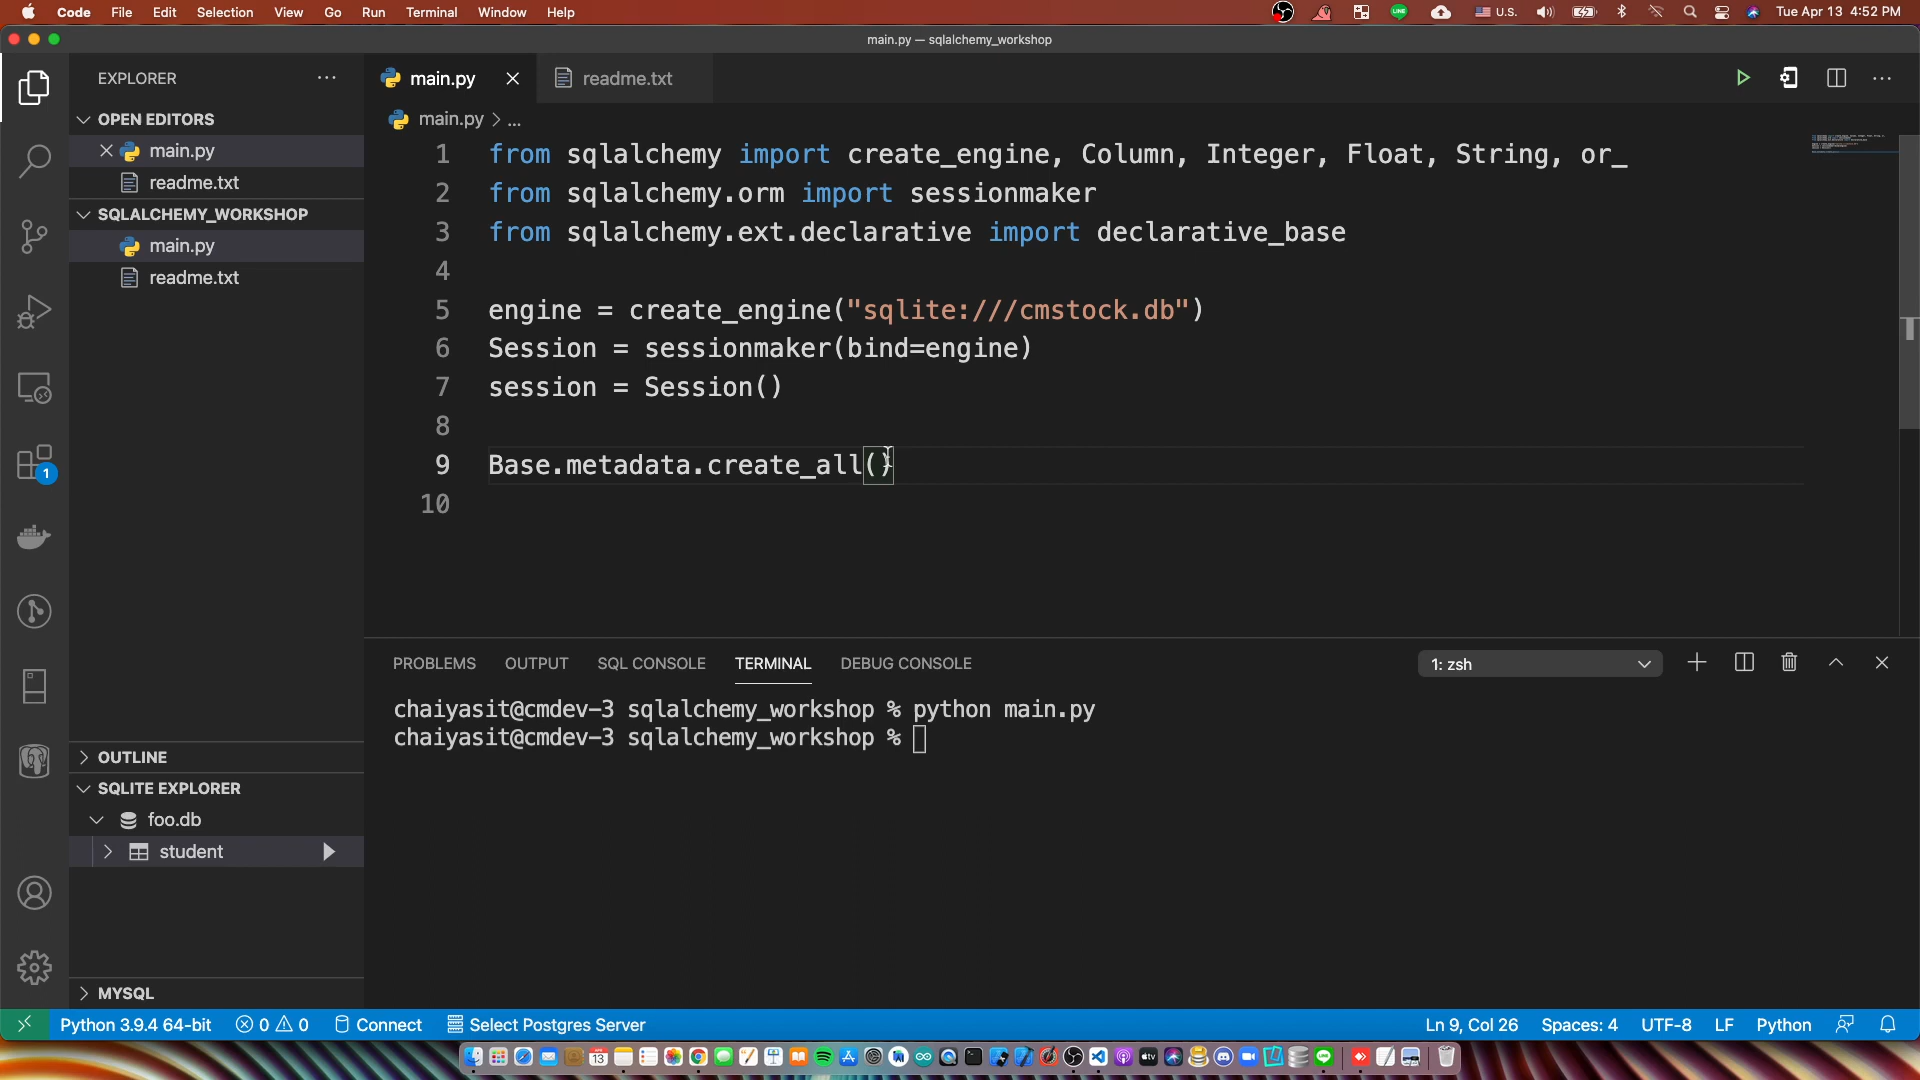 Code File Edit Selection View Go Run Terminal Window Help
U.S.
Tue Apr 13 4:52 PM
main.py — sqlalchemy_workshop
EXPLORER
OPEN EDITORS
main.py
readme.txt
SQLALCHEMY_WORKSHOP
main.py
readme.txt
1
OUTLINE
SQLITE EXPLORER
foo.db
student
MYSQL
main.py
readme.txt
main.py > ...
1 from sqlalchemy import create_engine, Column, Integer, Float, String, or_
2 from sqlalchemy.orm import sessionmaker
3 from sqlalchemy.ext.declarative import declarative_base
4
5 engine = create_engine("sqlite:///cmstock.db")
6 Session = sessionmaker(bind=engine)
7 session = Session()
8
9 Base.metadata.create_all()
10
PROBLEMS OUTPUT SQL CONSOLE TERMINAL DEBUG CONSOLE
1: zsh
chaiyasit@cmdev-3 sqlalchemy_workshop % python main.py
chaiyasit@cmdev-3 sqlalchemy_workshop %
Python 3.9.4 64-bit 0 0 Connect Select Postgres Server
Ln 9, Col 26 Spaces: 4 UTF-8 LF Python